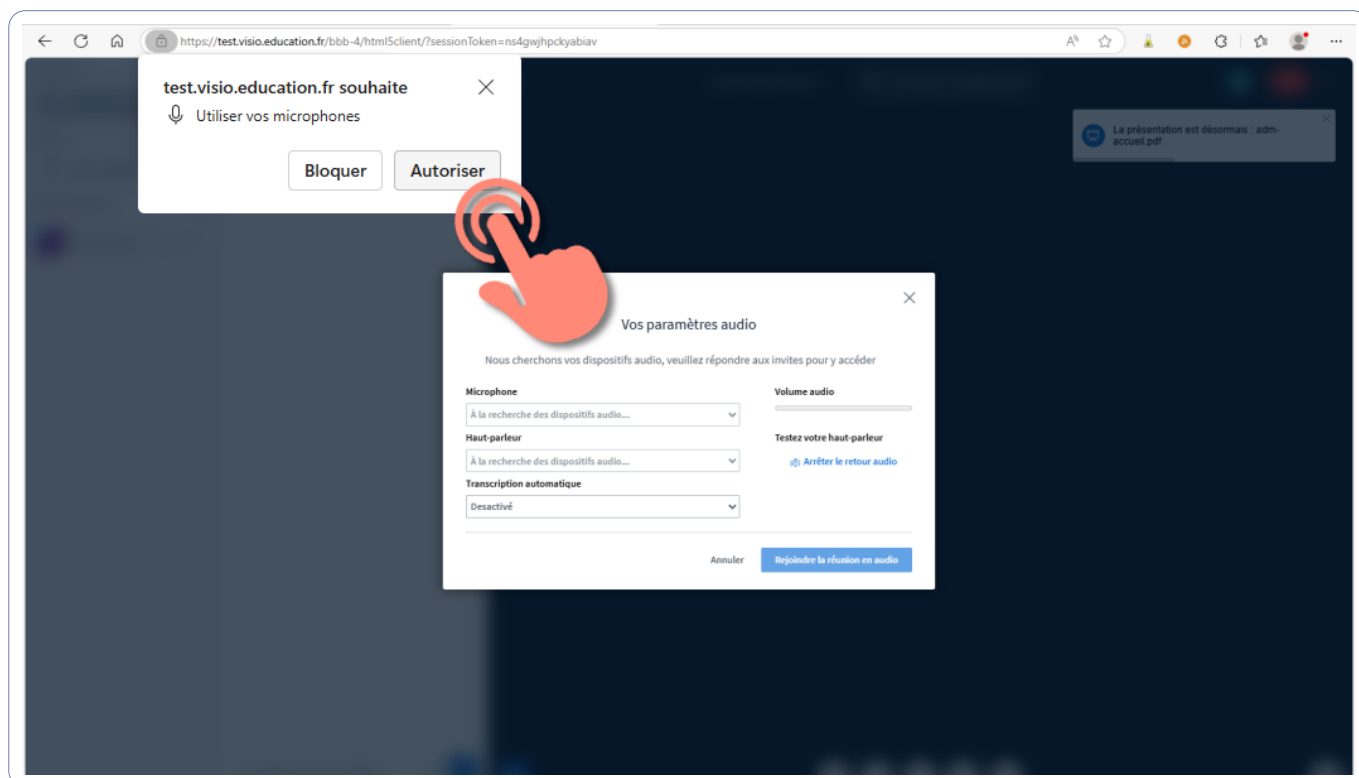 https://test.visio.education.fr/bbb-4/html5client/?sessionToken=ns4gwjhpckyabiav
test.visio.education.fr souhaite
Utiliser vos microphones
Bloquer
Autoriser
La présentation est désormais : adm-
accueil.pdf
Vos paramètres audio
Nous cherchons vos dispositifs audio, veuillez répondre aux invites pour y accéder
Microphone
Volume audio
À la recherche des dispositifs audio...
Haut-parleur
Testez votre haut-parleur
À la recherche des dispositifs audio...
Arrêter le retour audio
Transcription automatique
Desactivé
Annuler
Rejoindre la réunion en audio